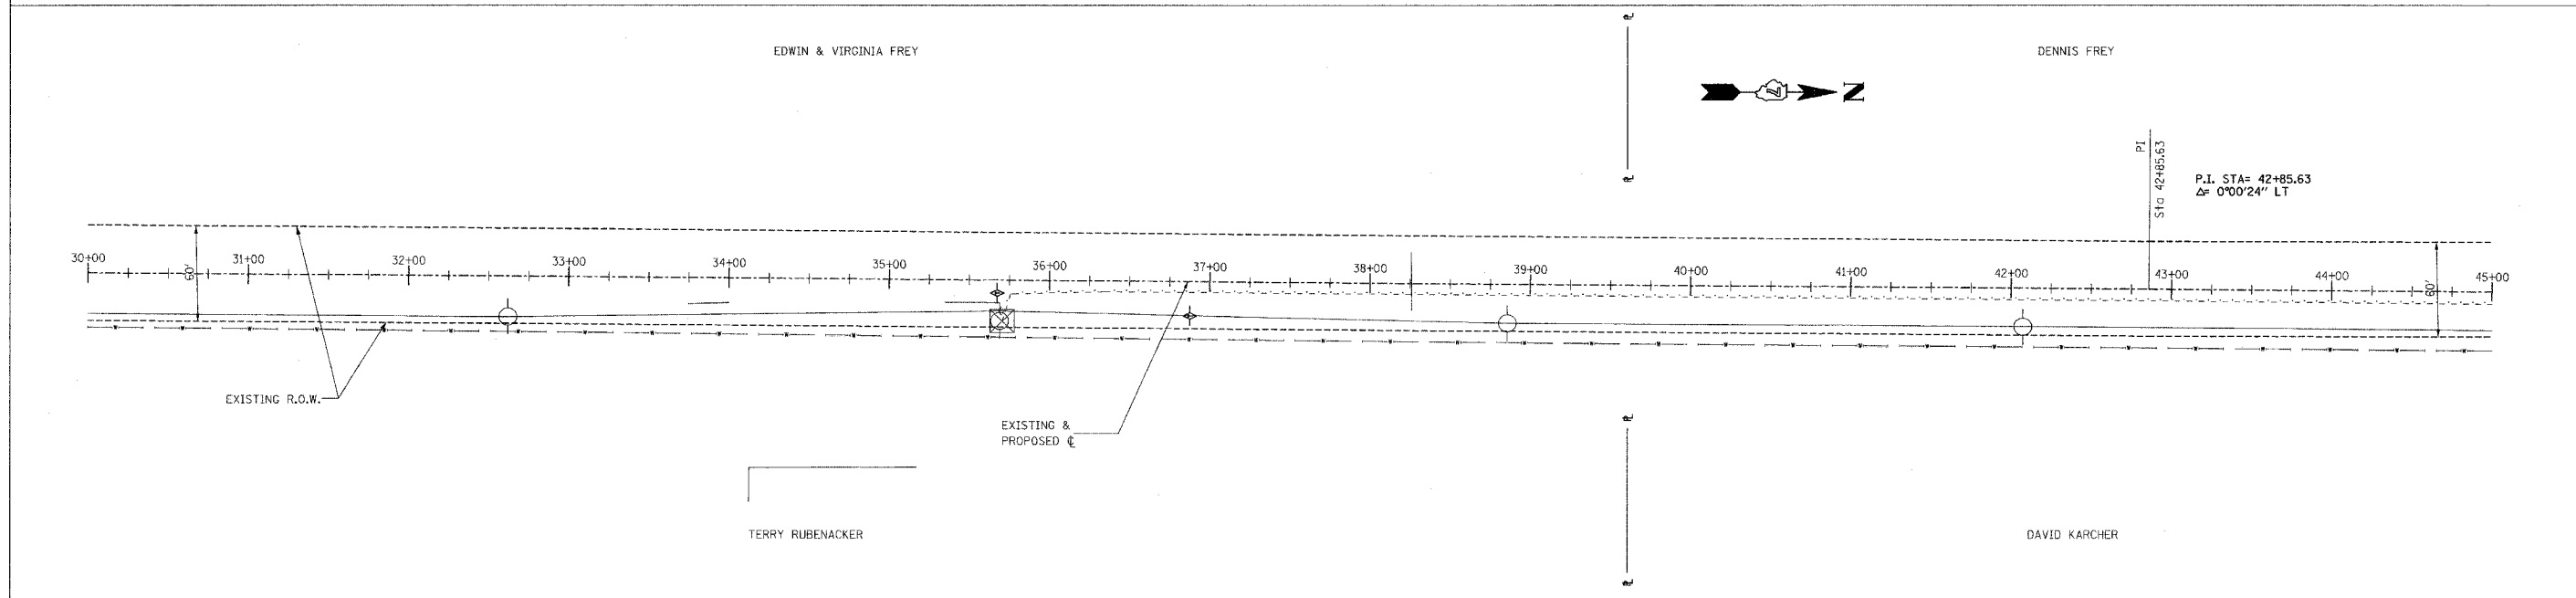 EDWIN & VIRGINIA FREY
DENNIS FREY
N
PI
Sta 42+85.63
P.I. STA= 42+85.63
Δ= 0°00'24" LT
30+00
31+00
32+00
33+00
34+00
35+00
36+00
37+00
38+00
39+00
40+00
41+00
42+00
43+00
44+00
45+00
60'
60'
EXISTING R.O.W.
EXISTING &
PROPOSED ℄
TERRY RUBENACKER
DAVID KARCHER